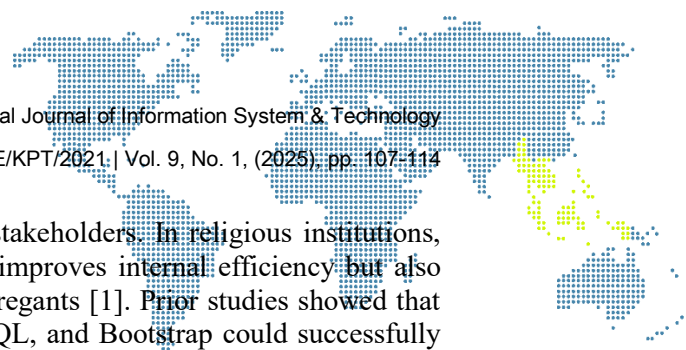 al Journal of Information System & Technology
E/KPT/2021 | Vol. 9, No. 1, (2025), pp. 107-114
stakeholders. In religious institutions,
improves internal efficiency but also
regants [1]. Prior studies showed that
QL, and Bootstrap could successfully